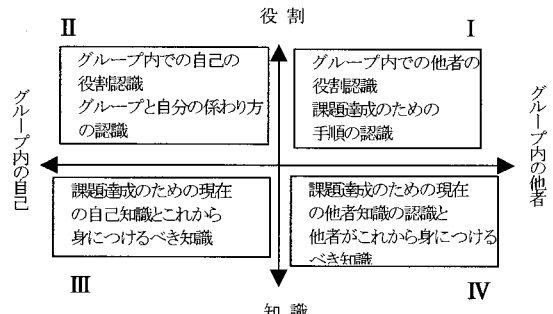 役 割
II
I
グループ内での自己の
役割認識
グループと自分の係わり方
の認識
グループ内での他者の
役割認識
課題達成のための
手順の認識
グループ内の自己
グループ内の他者
課題達成のための現在
の自己知識とこれから
身につけるべき知識
課題達成のための現在
の他者知識の認識と
他者がこれから身につける
べき知識
III
IV
知 識